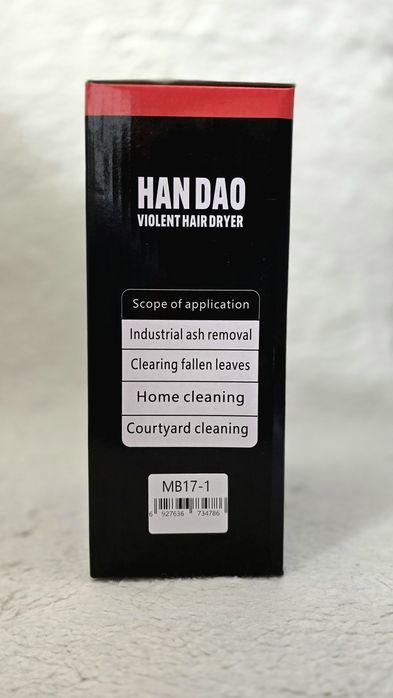 HAN DAO
VIOLENT HAIR DRYER
Scope of application
Industrial ash removal
Clearing fallen leaves
Home cleaning
Courtyard cleaning
MB17-1
6 927636 734786